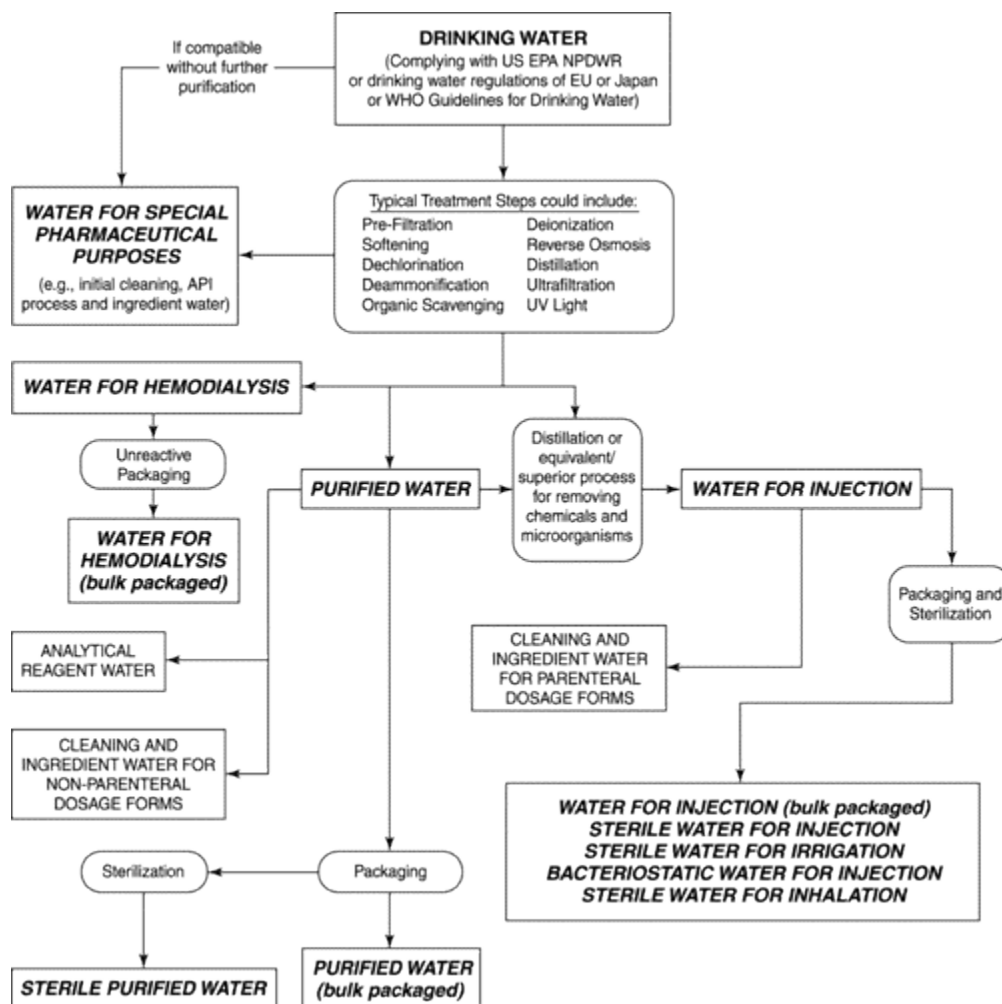 DRINKING WATER
(Complying with US EPA NPDWR
or drinking water regulations of EU or Japan
or WHO Guidelines for Drinking Water)
If compatible
without further
purification
Typical Treatment Steps could include:
Pre-Filtration Deionization
Softening Reverse Osmosis
Dechlorination Distillation
Deammonification Ultrafiltration
Organic Scavenging UV Light
WATER FOR SPECIAL
PHARMACEUTICAL
PURPOSES
(e.g., initial cleaning, API
process and ingredient water)
WATER FOR HEMODIALYSIS
Unreactive
Packaging
WATER FOR
HEMODIALYSIS
(bulk packaged)
PURIFIED WATER
Distillation or
equivalent/
superior process
for removing
chemicals and
microorganisms
WATER FOR INJECTION
Packaging and
Sterilization
ANALYTICAL
REAGENT WATER
CLEANING AND
INGREDIENT WATER
FOR PARENTERAL
DOSAGE FORMS
CLEANING AND
INGREDIENT WATER FOR
NON-PARENTERAL
DOSAGE FORMS
WATER FOR INJECTION (bulk packaged)
STERILE WATER FOR INJECTION
STERILE WATER FOR IRRIGATION
BACTERIOSTATIC WATER FOR INJECTION
STERILE WATER FOR INHALATION
Sterilization
Packaging
STERILE PURIFIED WATER
PURIFIED WATER
(bulk packaged)